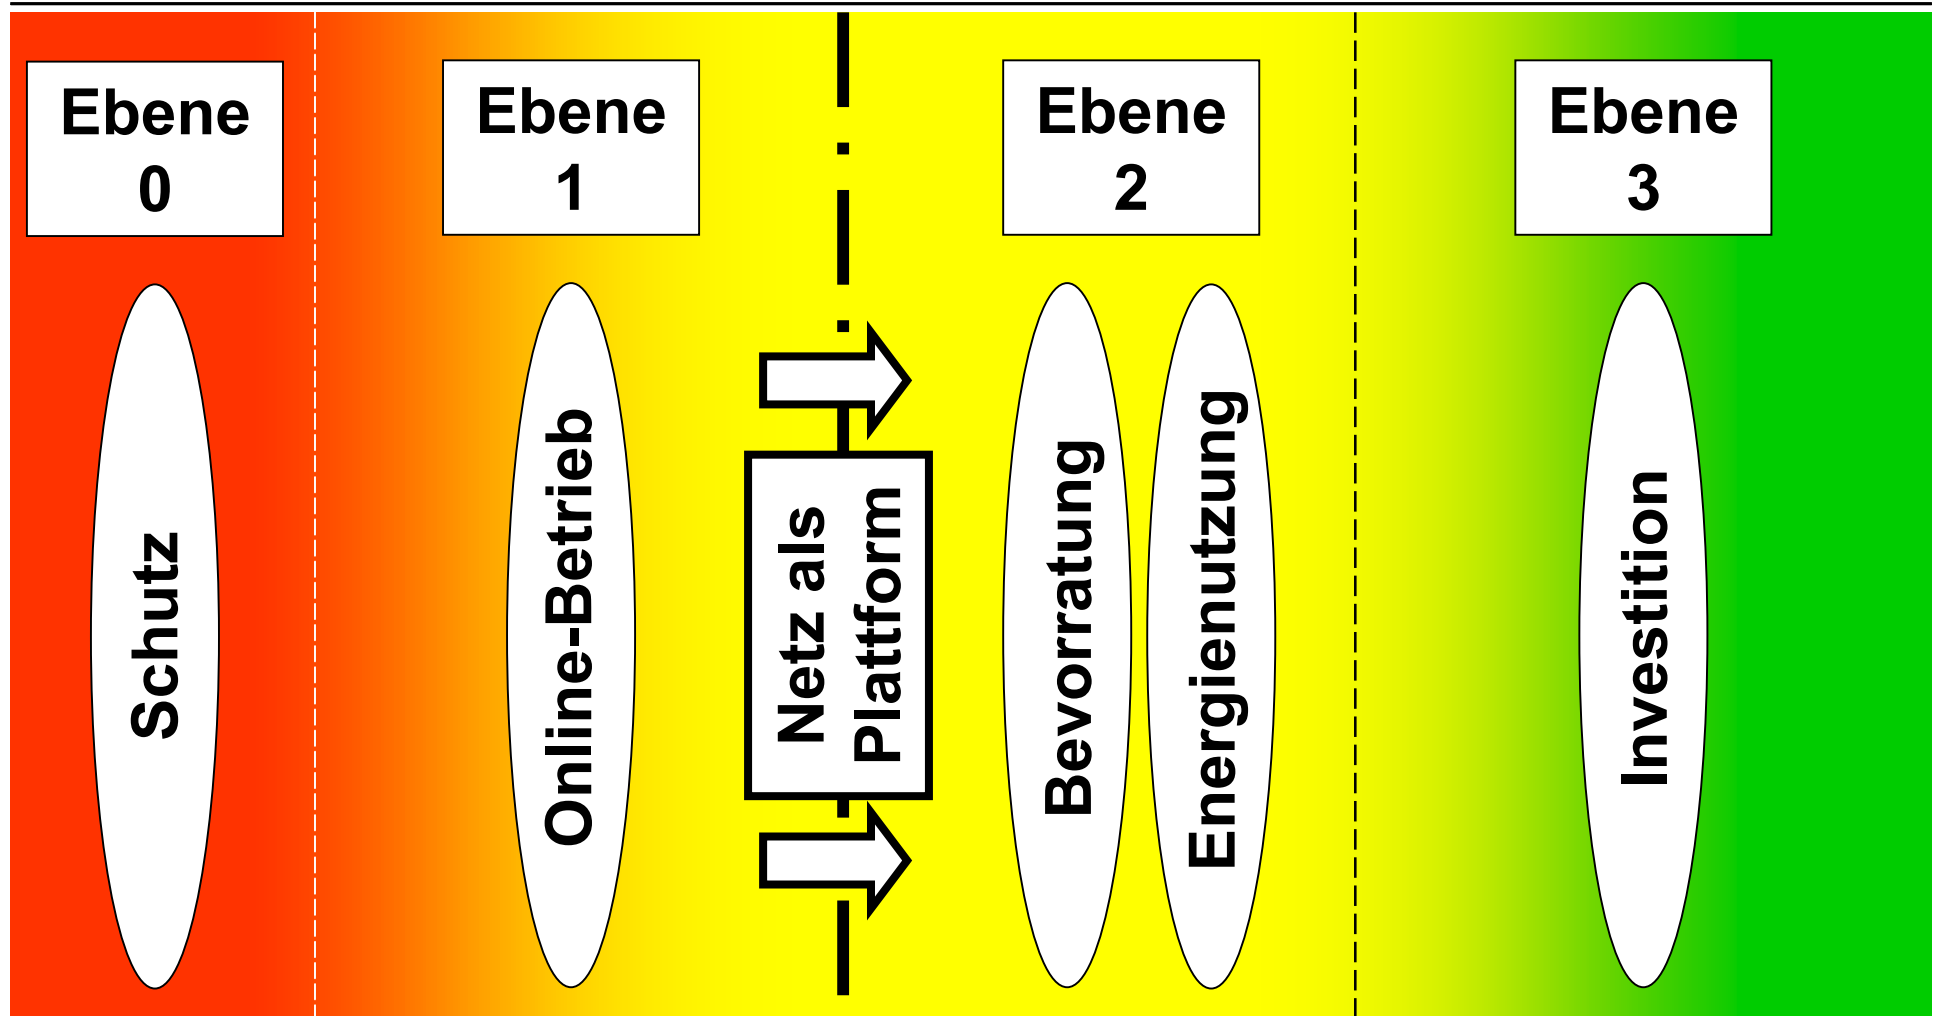 Ebene
0
Ebene
1
Ebene
2
Ebene
3
Schutz
Online-Betrieb
Netz als
Plattform
Bevorratung
Energienutzung
Investition